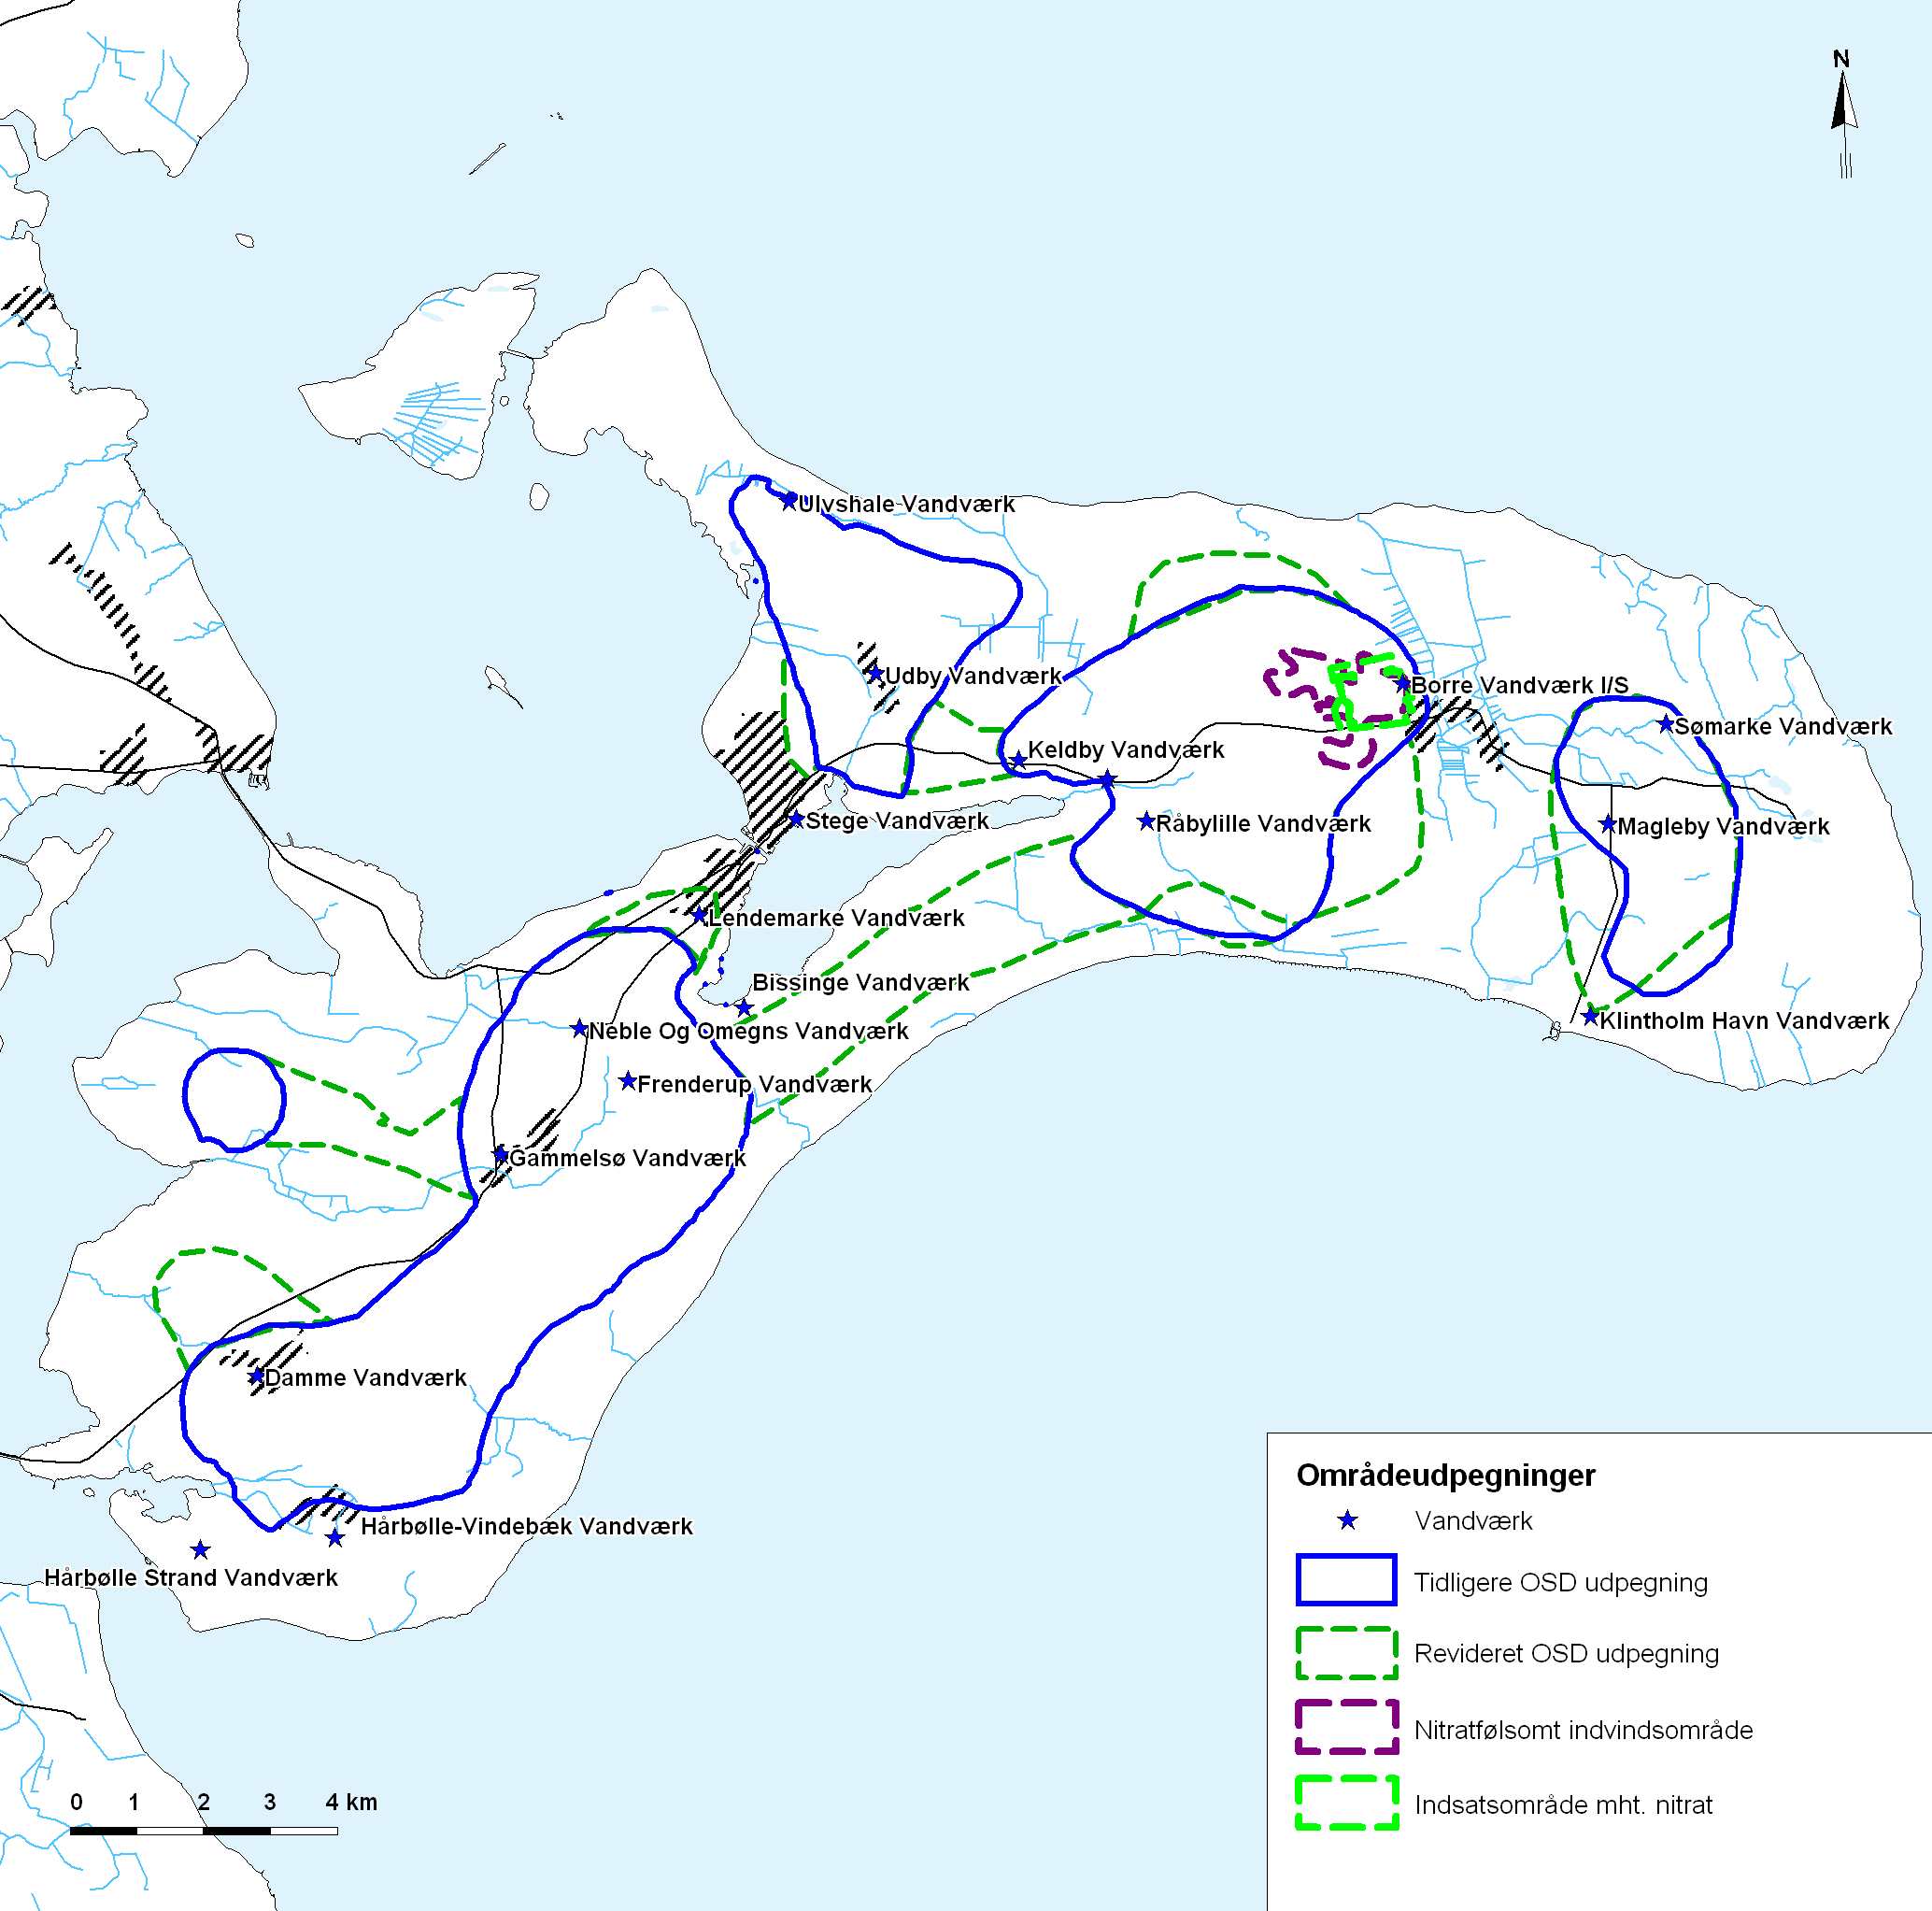 N
Ulvshale Vandværk
Udby Vandværk
Borre Vandværk I/S
Sømarke Vandværk
Keldby Vandværk
Stege Vandværk
Råbylille Vandværk
Magleby Vandværk
Lendemarke Vandværk
Bissinge Vandværk
Neble Og Omegns Vandværk
Klintholm Havn Vandværk
Frenderup Vandværk
Gammelsø Vandværk
Damme Vandværk
Hårbølle-Vindebæk Vandværk
Hårbølle Strand Vandværk
Områdeudpegninger
Vandværk
Tidligere OSD udpegning
Revideret OSD udpegning
Nitratfølsomt indvindsområde
Indsatsområde mht. nitrat
0 1 2 3 4 km